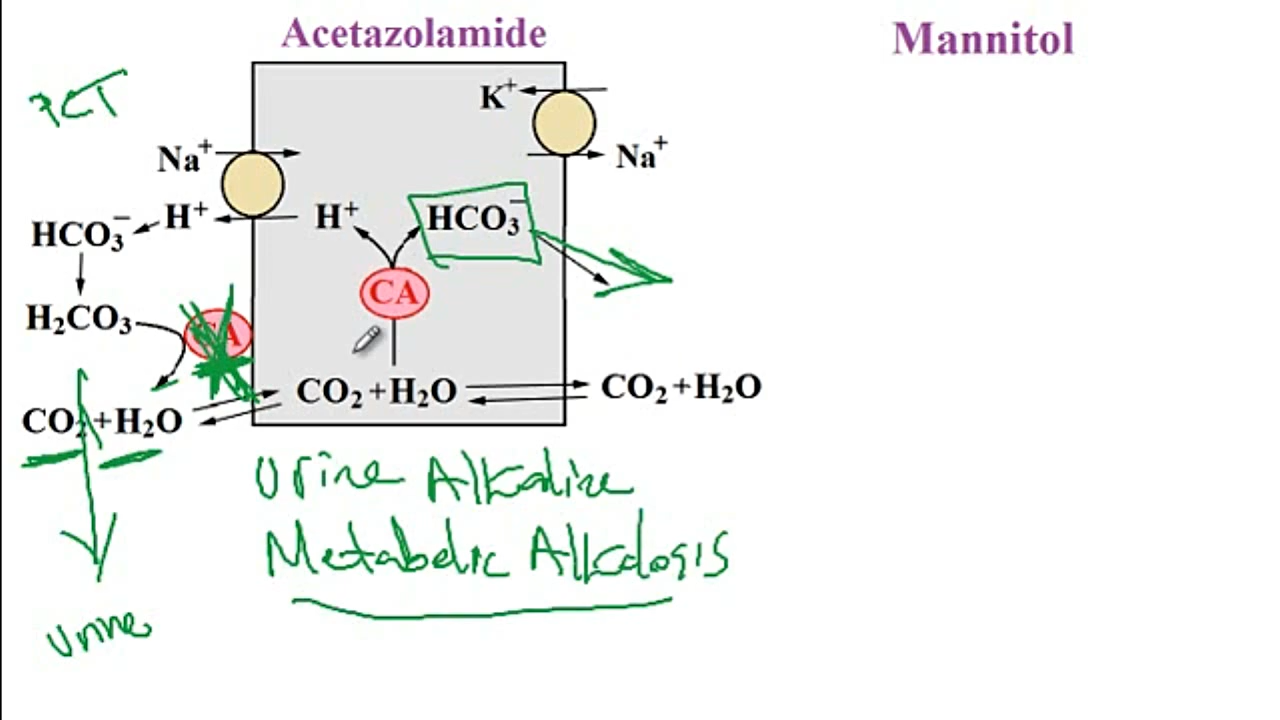 Acetazolamide
Mannitol
PCT
K⁺
Na⁺
Na⁺
H⁺
H⁺
HCO₃⁻
HCO₃⁻
CA
H₂CO₃
CA
CO₂+H₂O
CO₂+H₂O
CO₂+H₂O
Urine Alkalize
Metabolic Alkalosis
Urine